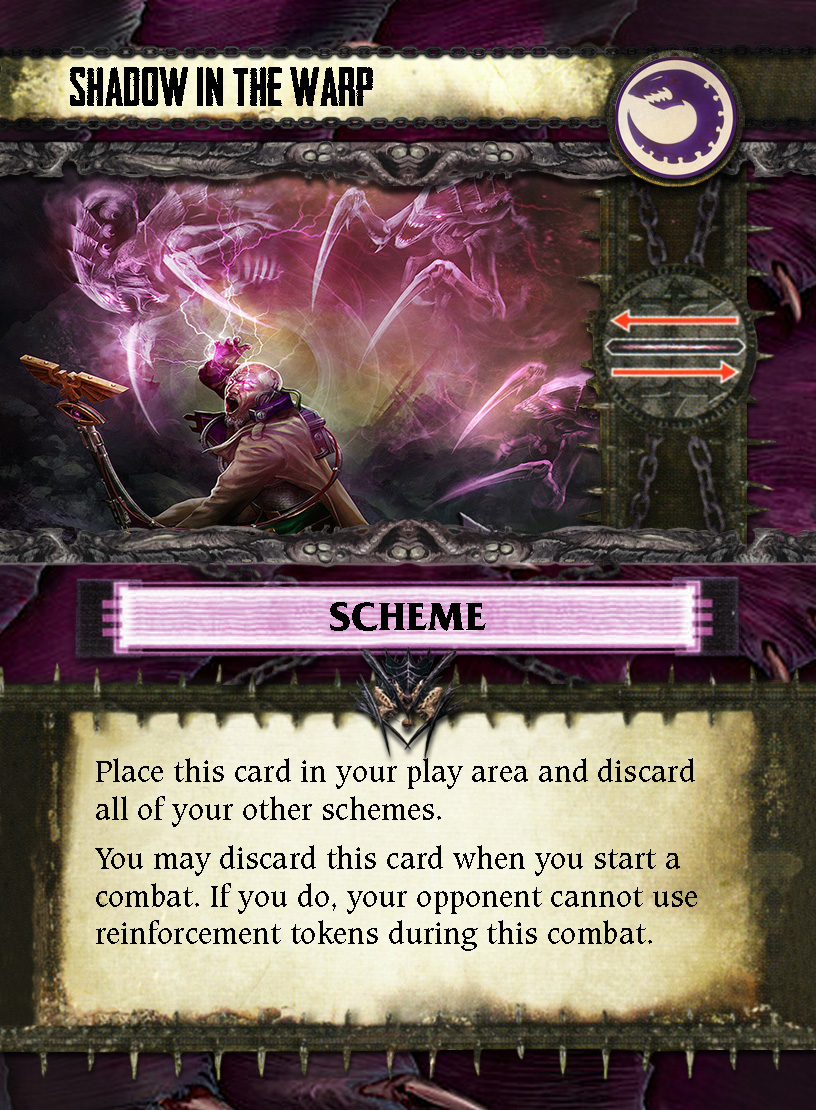 SHADOW IN THE WARP
SCHEME
Place this card in your play area and discard
all of your other schemes.
You may discard this card when you start a
combat. If you do, your opponent cannot use
reinforcement tokens during this combat.